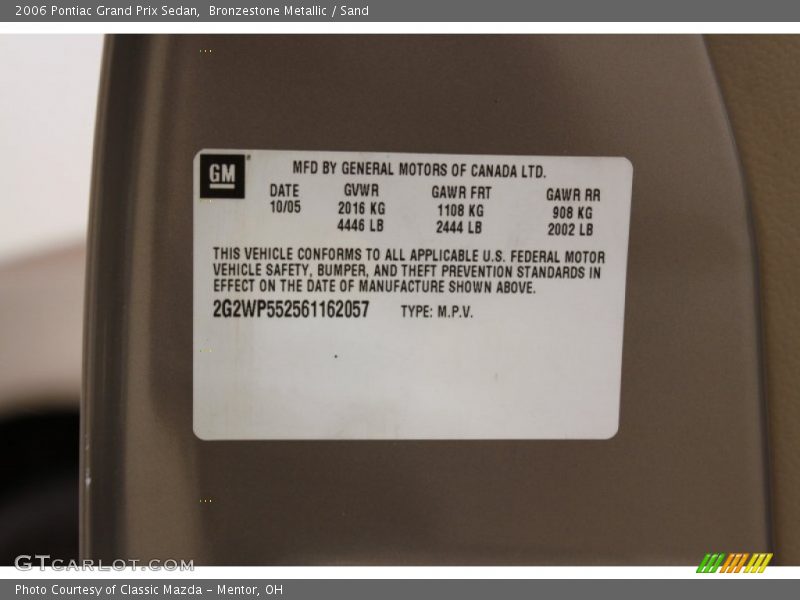 2006 Pontiac Grand Prix Sedan,  Bronzestone Metallic / Sand
GM
MFD BY GENERAL MOTORS OF CANADA LTD.
DATE GVWR GAWR FRT GAWR RR
10/05 2016 KG 1108 KG 908 KG
4446 LB 2444 LB 2002 LB
THIS VEHICLE CONFORMS TO ALL APPLICABLE U.S. FEDERAL MOTOR
VEHICLE SAFETY, BUMPER, AND THEFT PREVENTION STANDARDS IN
EFFECT ON THE DATE OF MANUFACTURE SHOWN ABOVE.
2G2WP552561162057 TYPE: M.P.V.
GTCARLOT.COM
Photo Courtesy of Classic Mazda - Mentor, OH